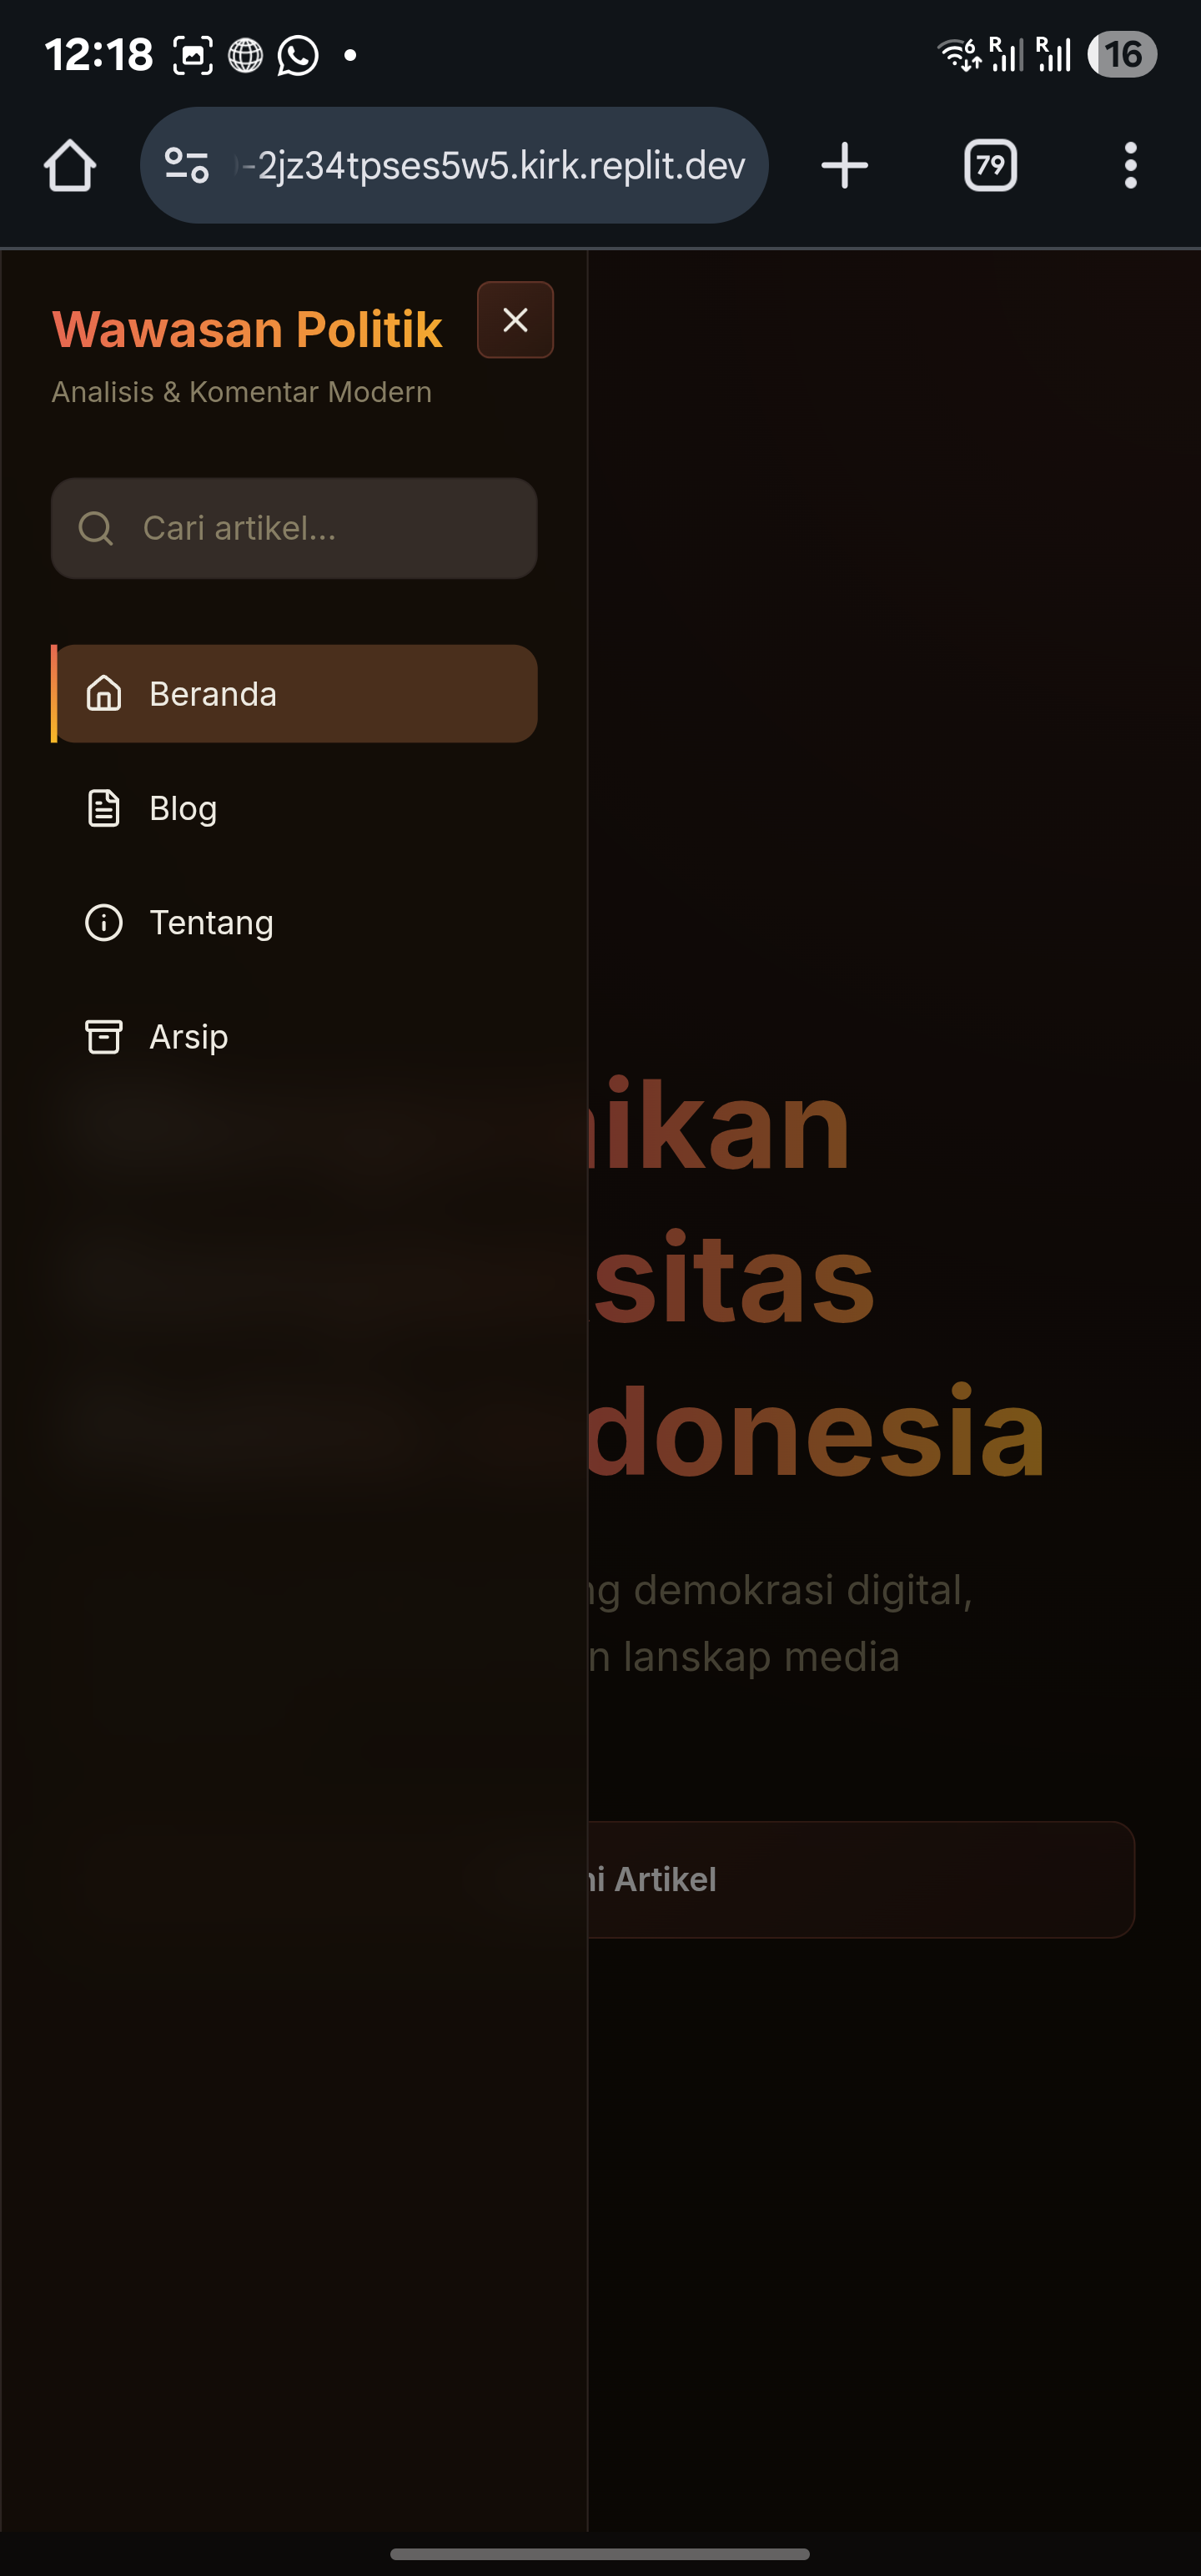 12:18
6 R R 16
-2jz34tpses5w5.kirk.replit.dev
79
Wawasan Politik
Analisis & Komentar Modern
Cari artikel...
Beranda
Blog
Tentang
Arsip
ikan
sitas
donesia
demokrasi digital,
lanskap media
Artikel